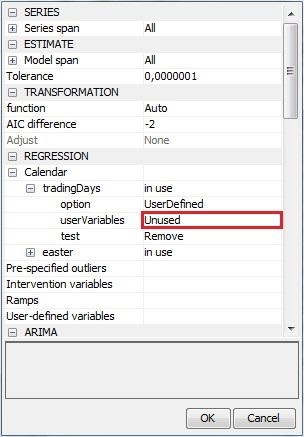 SERIES
Series span All
ESTIMATE
Model span All
Tolerance 0,0000001
TRANSFORMATION
function Auto
AIC difference -2
Adjust None
REGRESSION
Calendar
tradingDays in use
option UserDefined
userVariables Unused
test Remove
easter in use
Pre-specified outliers
Intervention variables
Ramps
User-defined variables
ARIMA
OK Cancel